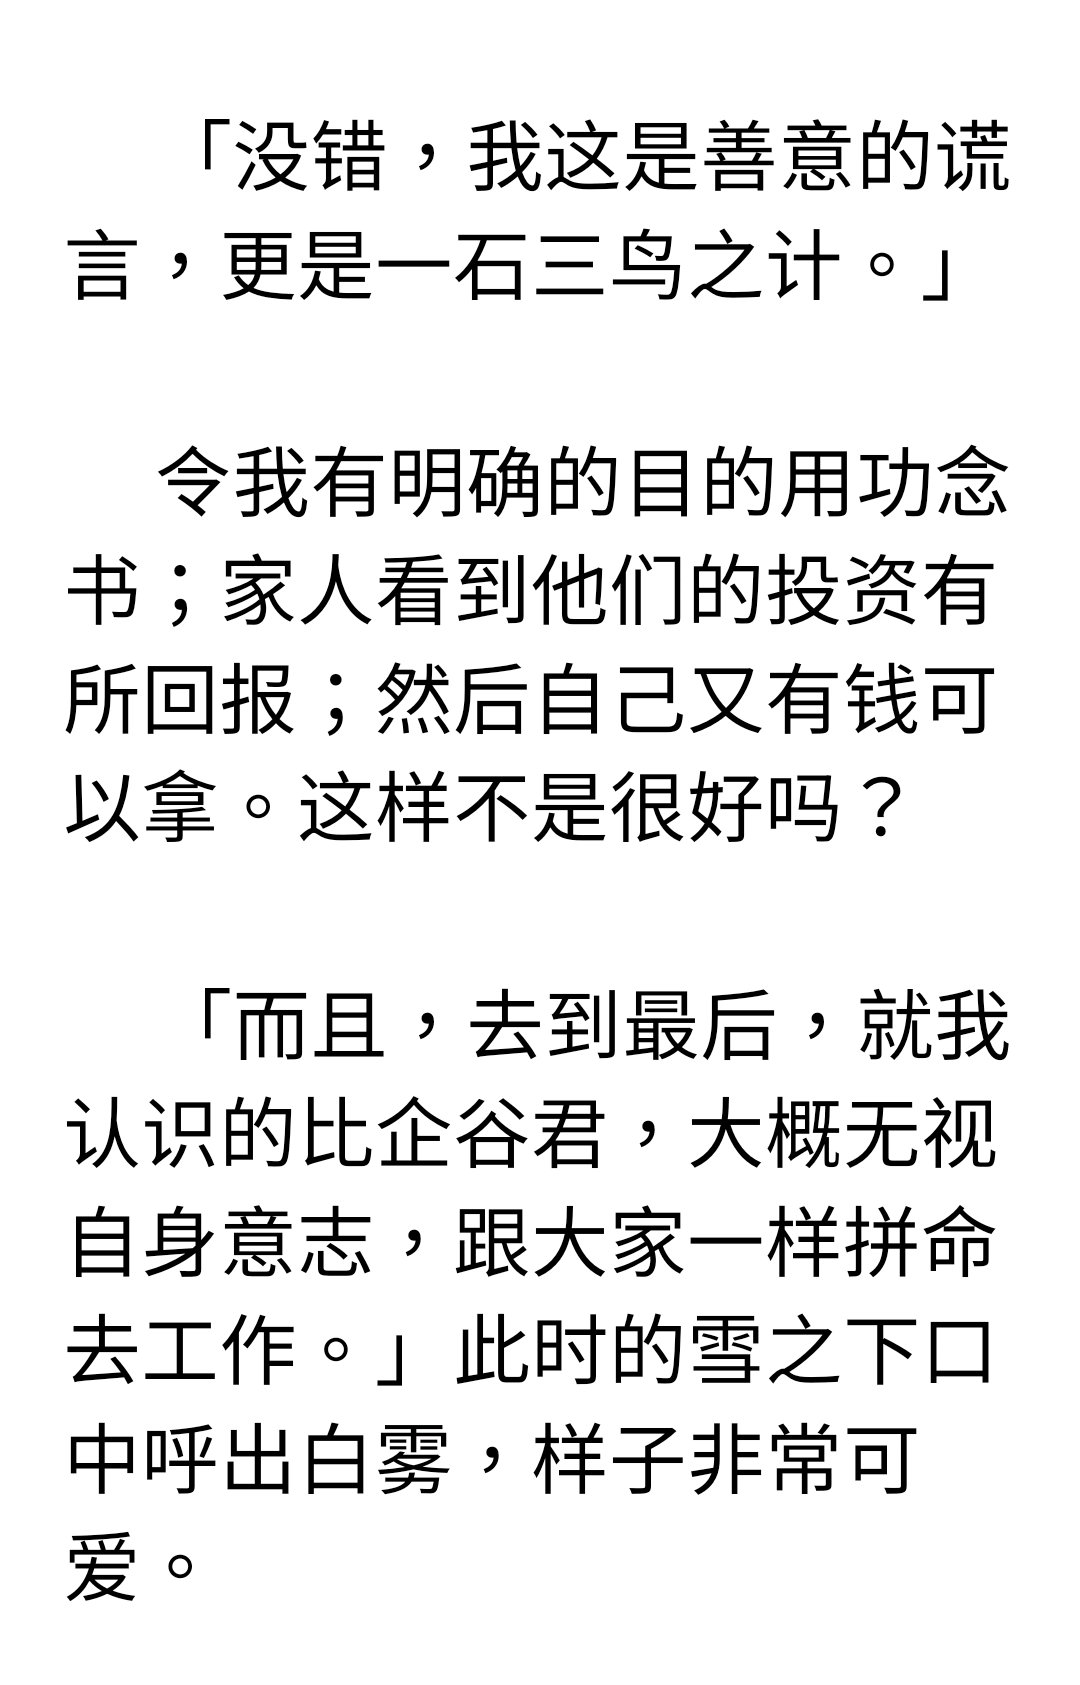 「没错，我这是善意的谎
言，更是一石三鸟之计。」
令我有明确的目的用功念
书；家人看到他们的投资有
所回报；然后自己又有钱可
以拿。这样不是很好吗？
「而且，去到最后，就我
认识的比企谷君，大概无视
自身意志，跟大家一样拼命
去工作。」此时的雪之下口
中呼出白雾，样子非常可
爱。